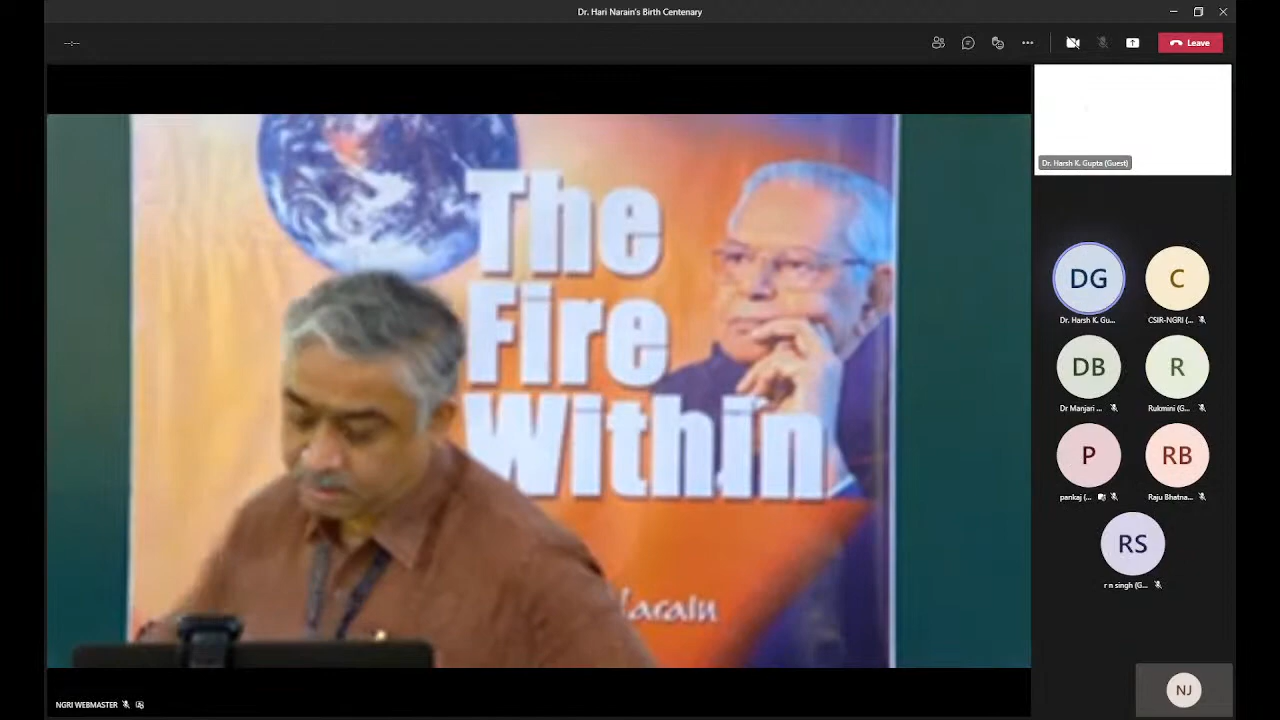 Dr. Hari Narain's Birth Centenary
--:--
Leave
The
Fire
Within
Narain
Dr. Harsh K. Gupta (Guest)
DG
Dr. Harsh K. Gu...
C
CSIR-NGRI (...
DB
Dr Manjari ...
R
Rukmini (G...
P
pankaj (...
RB
Raju Bhatna...
RS
r n singh (G...
NJ
NGRI WEBMASTER